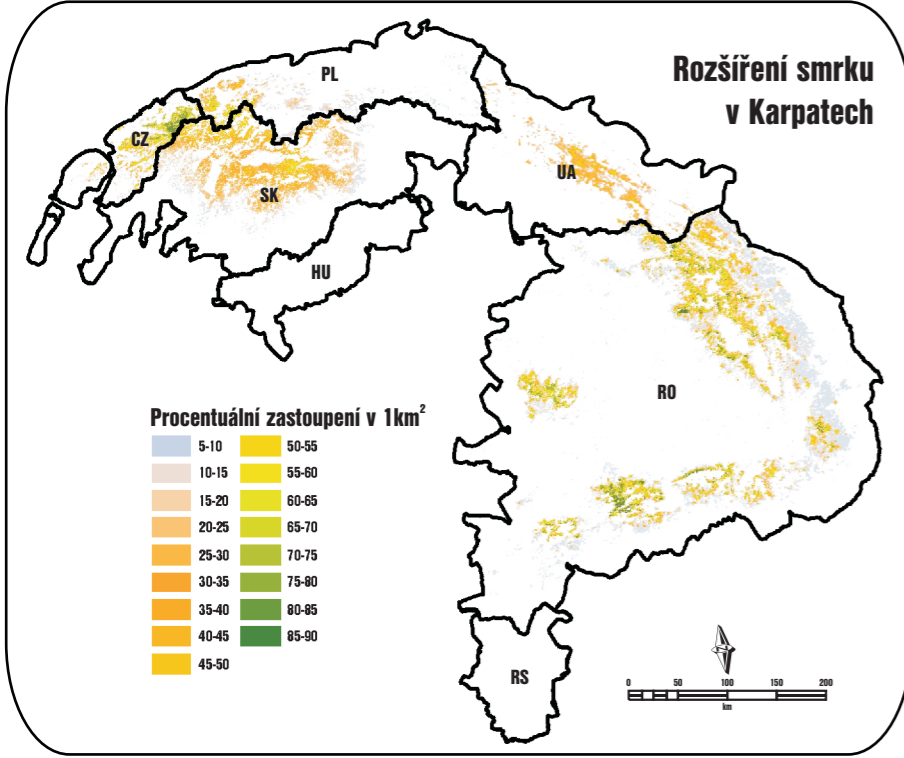 Rozšíření smrku
v Karpatech
PL
CZ
SK
UA
HU
RO
RS
Procentuální zastoupení v 1km²
5-10
10-15
15-20
20-25
25-30
30-35
35-40
40-45
45-50
50-55
55-60
60-65
65-70
70-75
75-80
80-85
85-90
0 50 100 150 200
km